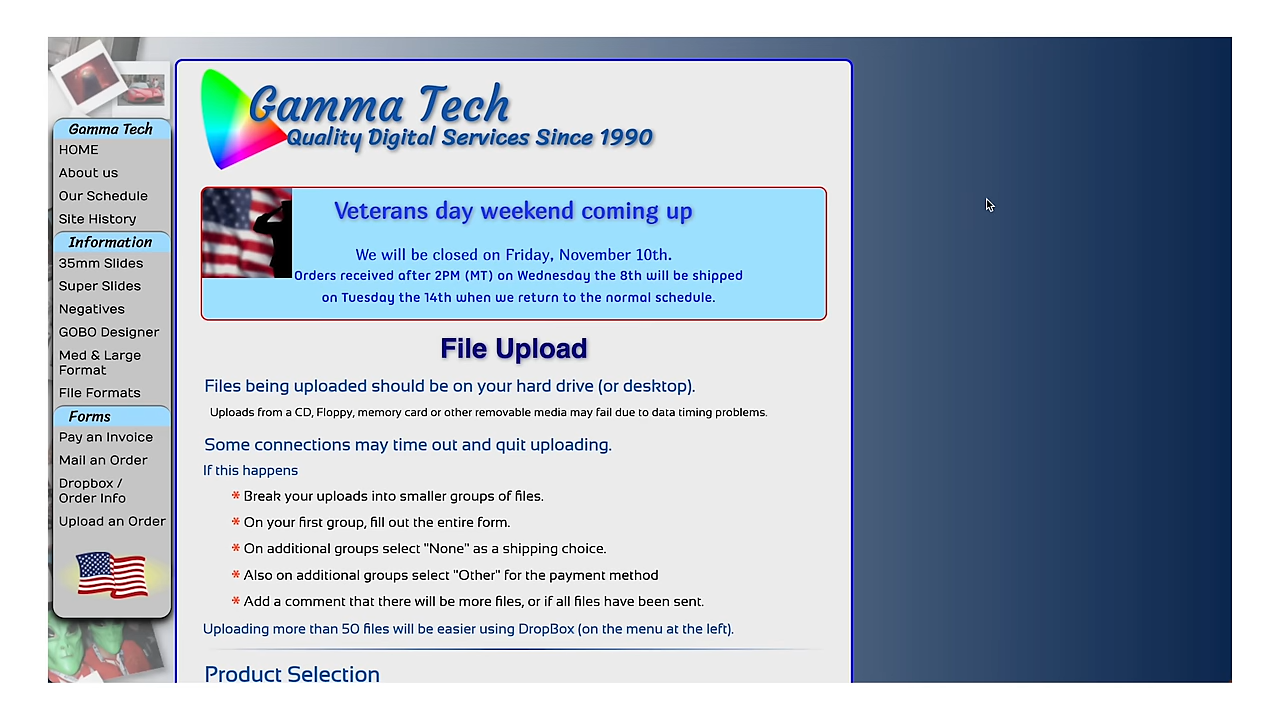 Gamma Tech
Quality Digital Services Since 1990
Gamma Tech
HOME
About us
Our Schedule
Site History
Information
35mm Slides
Super Slides
Negatives
GOBO Designer
Med & Large
Format
File Formats
Forms
Pay an Invoice
Mail an Order
Dropbox /
Order Info
Upload an Order
Veterans day weekend coming up
We will be closed on Friday, November 10th.
Orders received after 2PM (MT) on Wednesday the 8th will be shipped
on Tuesday the 14th when we return to the normal schedule.
File Upload
Files being uploaded should be on your hard drive (or desktop).
Uploads from a CD, Floppy, memory card or other removable media may fail due to data timing problems.
Some connections may time out and quit uploading.
If this happens
* Break your uploads into smaller groups of files.
* On your first group, fill out the entire form.
* On additional groups select "None" as a shipping choice.
* Also on additional groups select "Other" for the payment method
* Add a comment that there will be more files, or if all files have been sent.
Uploading more than 50 files will be easier using DropBox (on the menu at the left).
Product Selection